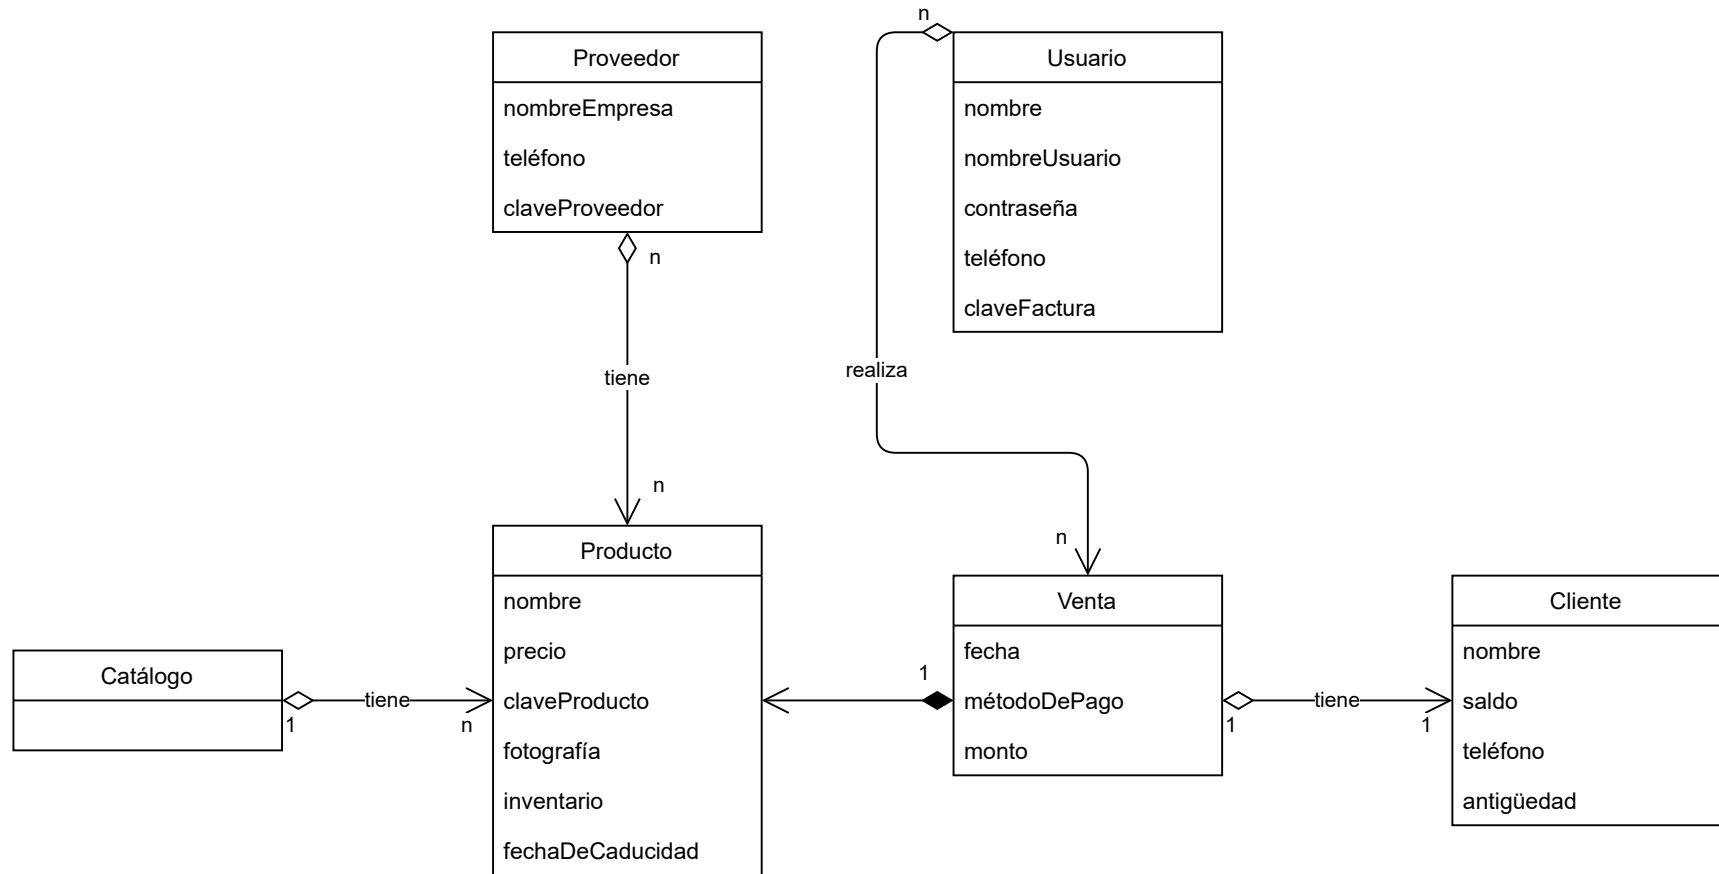 n
Proveedor
nombreEmpresa
teléfono
claveProveedor
n
tiene
n
Usuario
nombre
nombreUsuario
contraseña
teléfono
claveFactura
realiza
n
Catálogo
1
tiene
n
Producto
nombre
precio
claveProducto
fotografía
inventario
fechaDeCaducidad
1
Venta
fecha
métodoDePago
monto
1
tiene
1
Cliente
nombre
saldo
teléfono
antigüedad